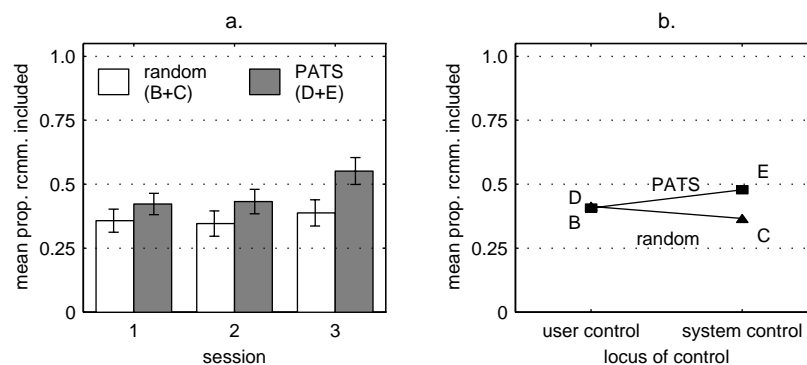 a.
mean prop. rcmm. included
1.0
0.75
0.5
0.25
0
random
(B+C)
PATS
(D+E)
1 2 3
session
b.
mean prop. rcmm. included
1.0
0.75
0.5
0.25
0
D
B
PATS
E
random
C
user control system control
locus of control